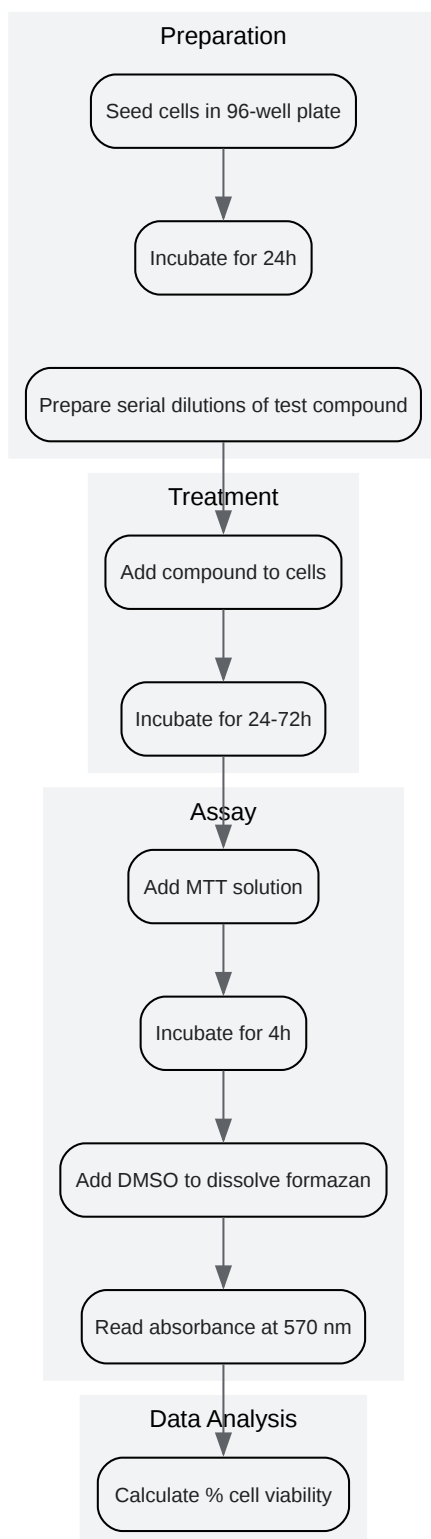 Preparation
Seed cells in 96-well plate
Incubate for 24h
Prepare serial dilutions of test compound
Treatment
Add compound to cells
Incubate for 24-72h
Assay
Add MTT solution
Incubate for 4h
Add DMSO to dissolve formazan
Read absorbance at 570 nm
Data Analysis
Calculate % cell viability